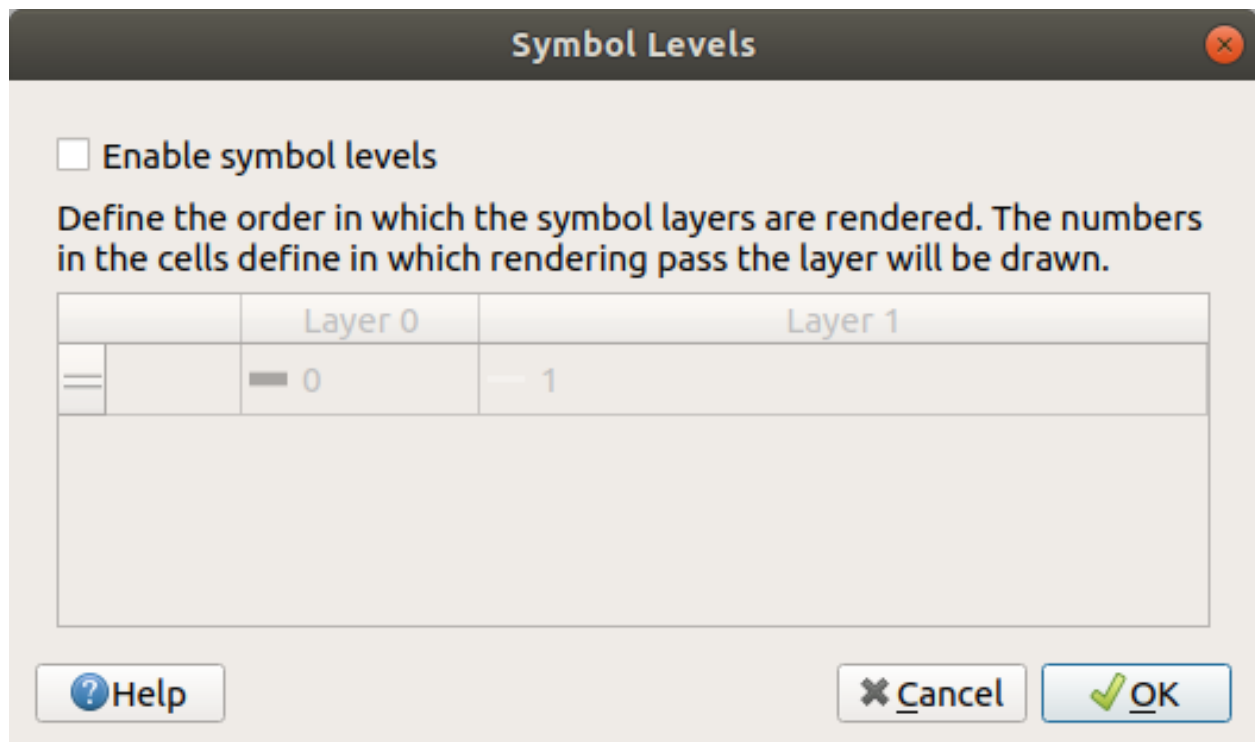 Symbol Levels
Enable symbol levels
Define the order in which the symbol layers are rendered. The numbers
in the cells define in which rendering pass the layer will be drawn.
Layer 0 Layer 1
0 1
Help Cancel OK